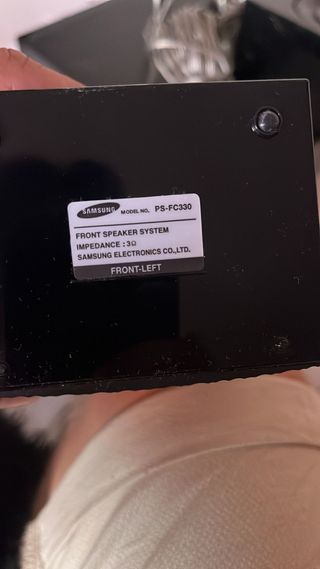 SAMSUNG MODEL NO. PS-FC330
FRONT SPEAKER SYSTEM
IMPEDANCE : 3Ω
SAMSUNG ELECTRONICS CO.,LTD.
FRONT-LEFT